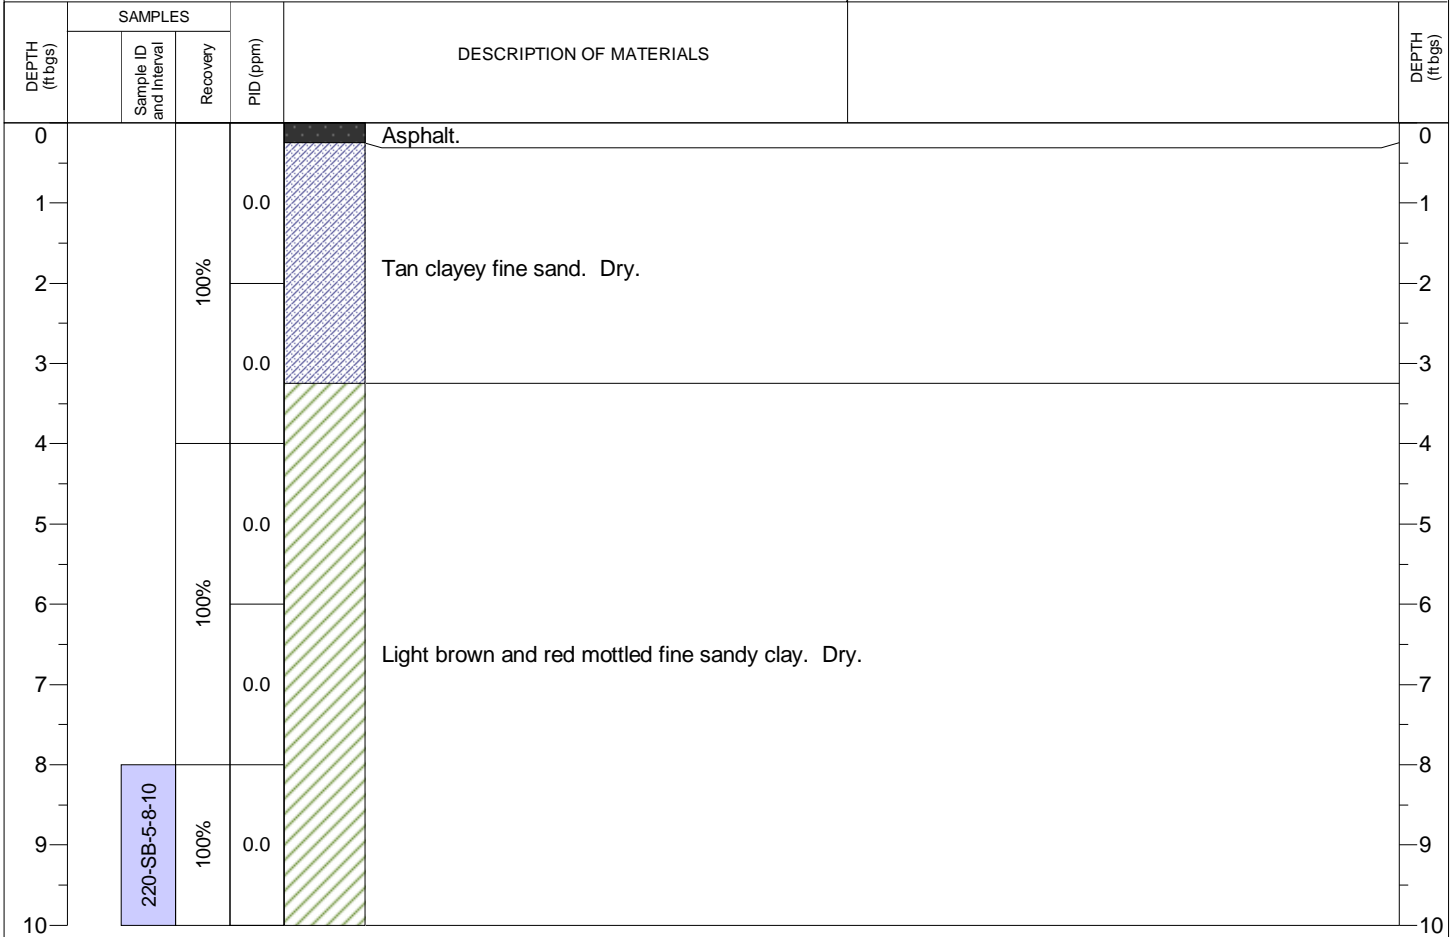 SAMPLES
DEPTH
(ft bgs)
Sample ID
and Interval
Recovery
PID (ppm)
DESCRIPTION OF MATERIALS
DEPTH
(ft bgs)
0
Asphalt.
0
1
0.0
1
100%
Tan clayey fine sand. Dry.
2
2
3
0.0
3
4
4
5
0.0
5
100%
6
6
Light brown and red mottled fine sandy clay. Dry.
7
0.0
7
8
8
220-SB-5-8-10
100%
9
0.0
9
10
10